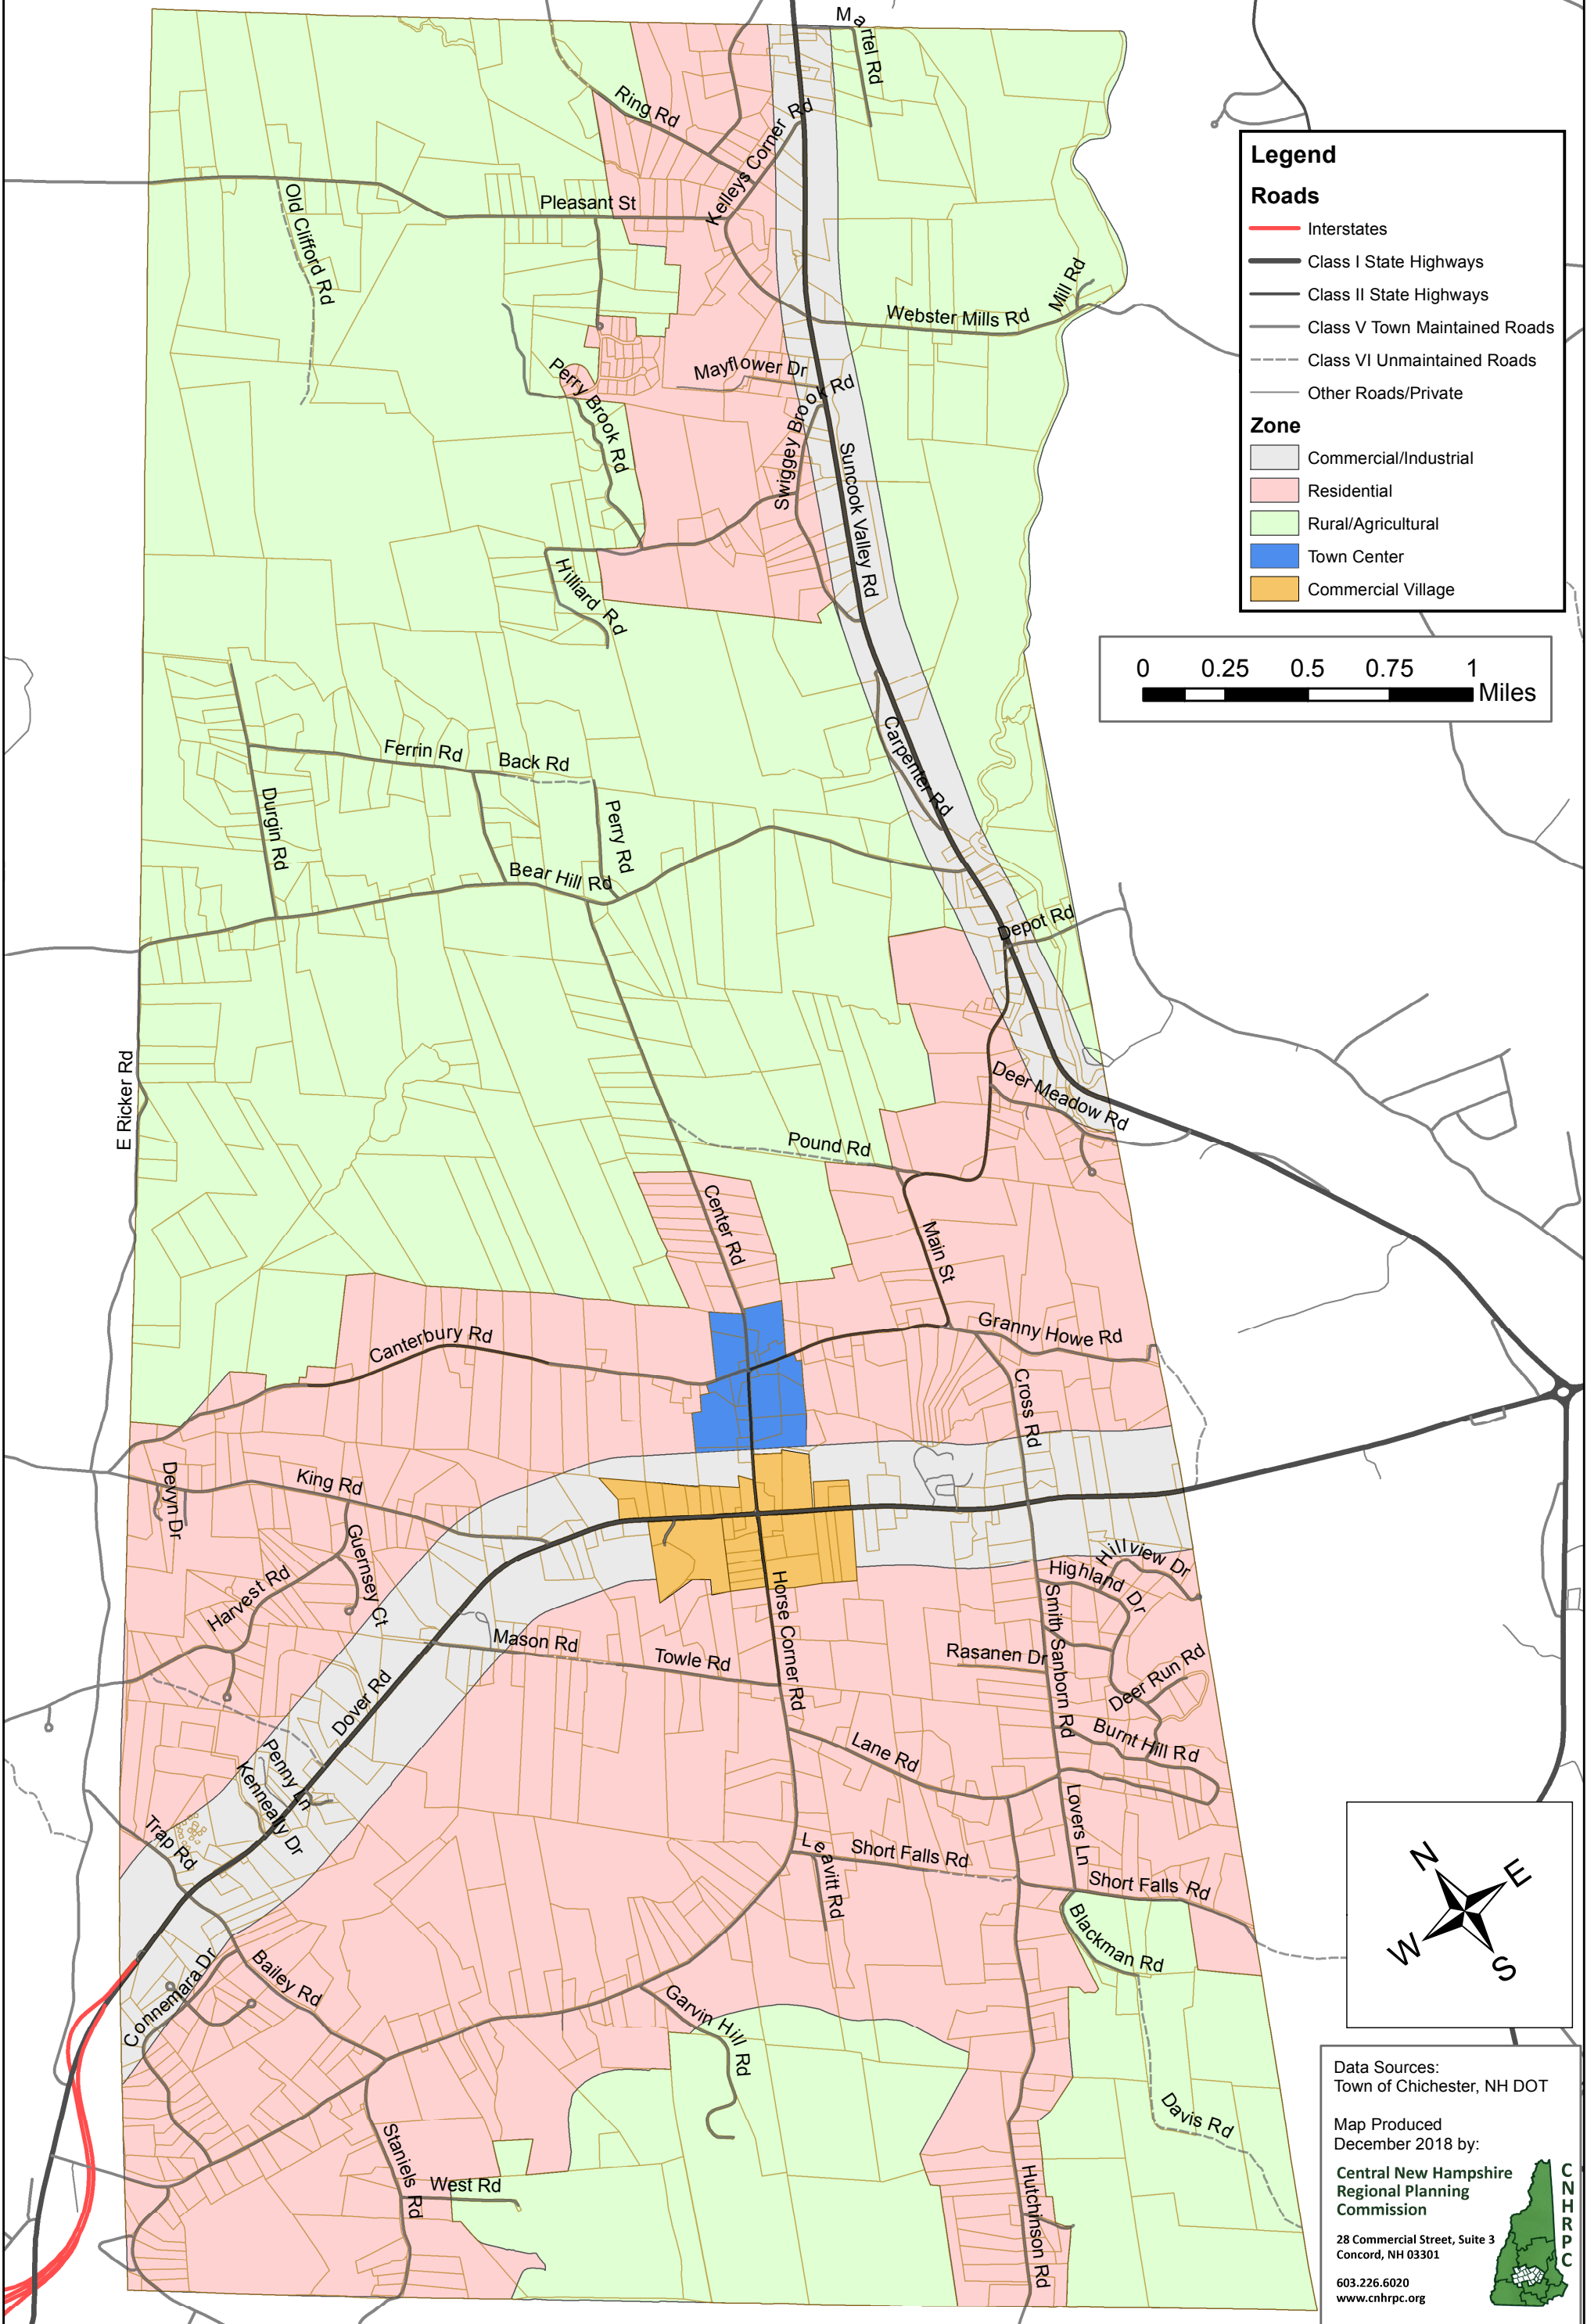 Martel Rd
Ring Rd
Kelleys Corner Rd
Old Clifford Rd
Pleasant St
Webster Mills Rd
Mill Rd
Mayflower Dr
Perry Brook Rd
Swiggey Brook Rd
Suncook Valley Rd
Hilliard Rd
Carpenter Rd
Ferrin Rd
Back Rd
Durgin Rd
Perry Rd
Bear Hill Rd
Depot Rd
E Ricker Rd
Deer Meadow Rd
Pound Rd
Center Rd
Main St
Canterbury Rd
Granny Howe Rd
Cross Rd
Devyn Dr
King Rd
Guernsey Ct
Harvest Rd
Hillview Dr
Highland Dr
Horse Corner Rd
Smith Sanborn Rd
Mason Rd
Towle Rd
Rasanen Dr
Deer Run Rd
Dover Rd
Burnt Hill Rd
Lane Rd
Penny Ln
Kenneally Dr
Trap Rd
Lovers Ln
Leavitt Rd
Short Falls Rd
Short Falls Rd
Blackman Rd
Connemara Dr
Bailey Rd
Garvin Hill Rd
Davis Rd
Staniels Rd
West Rd
Hutchinson Rd
Legend
Roads
Interstates
Class I State Highways
Class II State Highways
Class V Town Maintained Roads
Class VI Unmaintained Roads
Other Roads/Private
Zone
Commercial/Industrial
Residential
Rural/Agricultural
Town Center
Commercial Village
0 0.25 0.5 0.75 1
Miles
N
E
W
S
Data Sources:
Town of Chichester, NH DOT
Map Produced
December 2018 by:
Central New Hampshire
Regional Planning
Commission
28 Commercial Street, Suite 3
Concord, NH 03301
603.226.6020
www.cnhrpc.org
CNHRPC